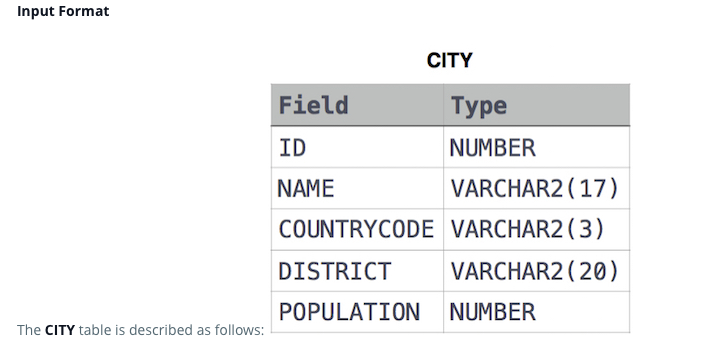 Input Format
CITY
Field Type
ID NUMBER
NAME VARCHAR2(17)
COUNTRYCODE VARCHAR2(3)
DISTRICT VARCHAR2(20)
POPULATION NUMBER
The CITY table is described as follows: